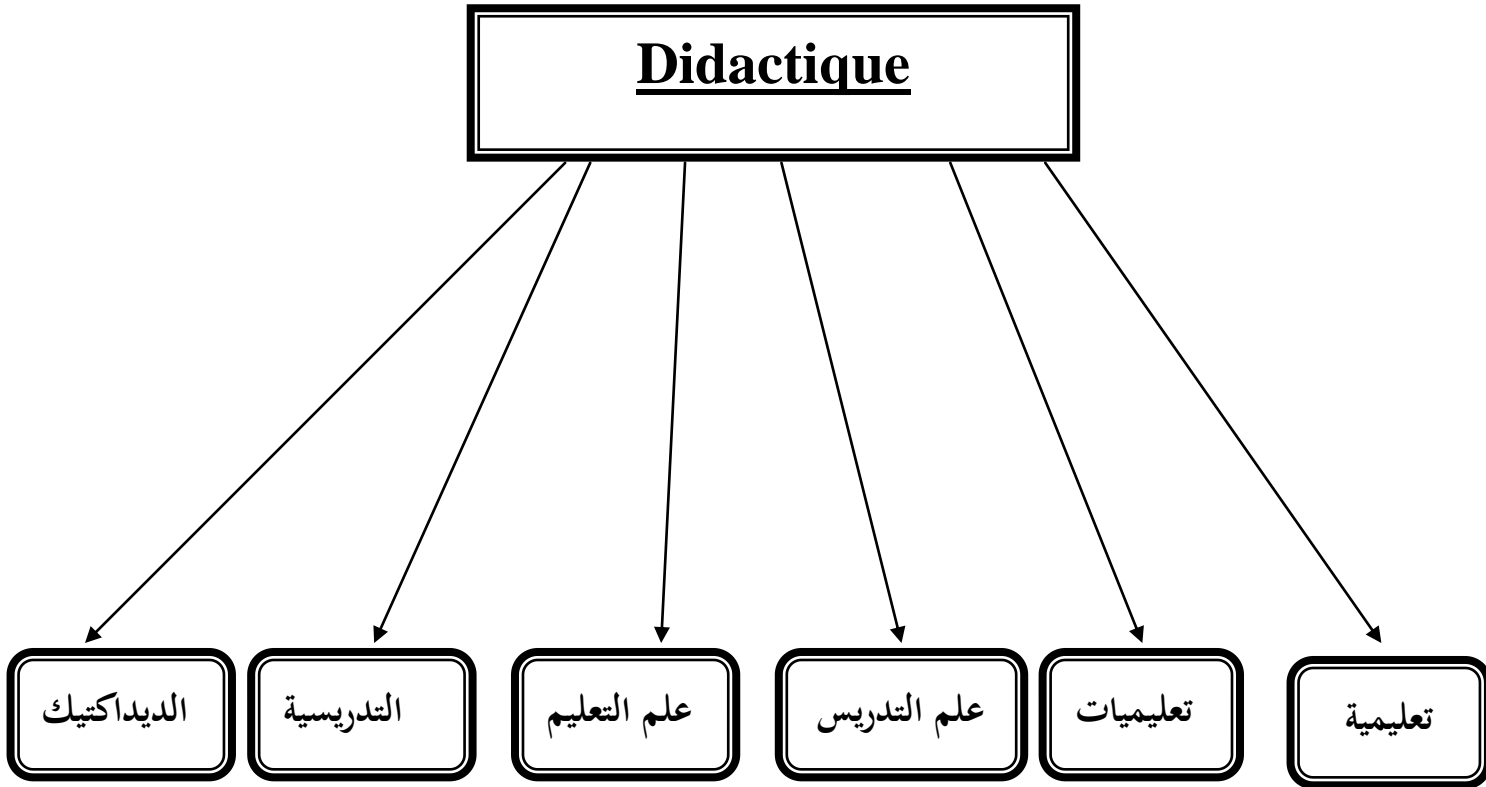 Didactique
تعليمية
تعليميات
علم التدريس
علم التعليم
التدريسية
الديداكتيك